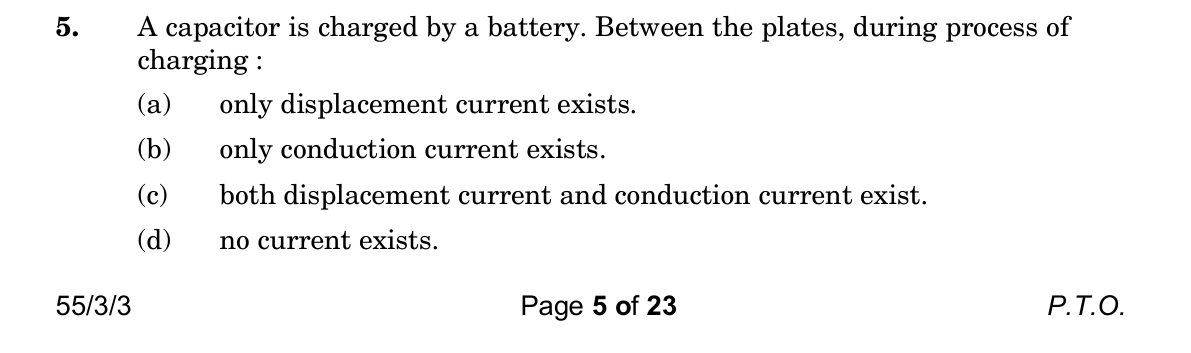 5. A capacitor is charged by a battery. Between the plates, during process of
charging :
(a) only displacement current exists.
(b) only conduction current exists.
(c) both displacement current and conduction current exist.
(d) no current exists.
55/3/3 Page 5 of 23 P.T.O.